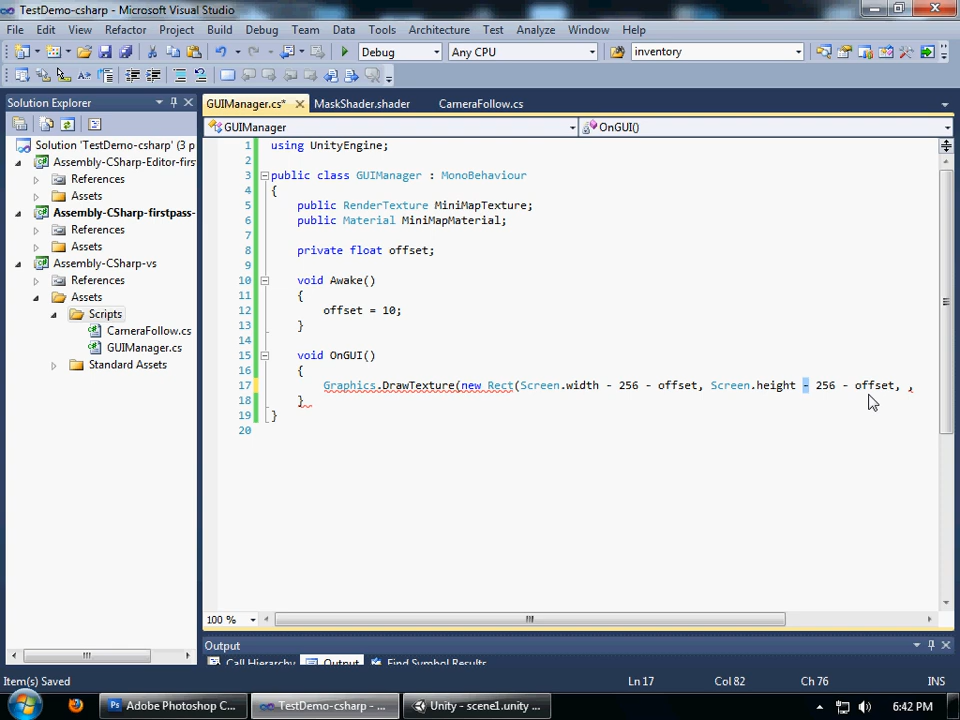 TestDemo-csharp - Microsoft Visual Studio
File Edit View Refactor Project Build Debug Team Data Tools Architecture Test Analyze Window Help
Debug Any CPU inventory
Solution Explorer
GUIManager.cs* MaskShader.shader CameraFollow.cs
GUIManager OnGUI()
Solution 'TestDemo-csharp' (3 p
Assembly-CSharp-Editor-firs
References
Assets
Assembly-CSharp-firstpass-
References
Assets
Assembly-CSharp-vs
References
Assets
Scripts
CameraFollow.cs
GUIManager.cs
Standard Assets
1 using UnityEngine;
2
3 public class GUIManager : MonoBehaviour
4 {
5 public RenderTexture MiniMapTexture;
6 public Material MiniMapMaterial;
7
8 private float offset;
9
10 void Awake()
11 {
12 offset = 10;
13 }
14
15 void OnGUI()
16 {
17 Graphics.DrawTexture(new Rect(Screen.width - 256 - offset, Screen.height - 256 - offset, ,
18 }
19 }
20
100 %
Output
Call Hierarchy Output Find Symbol Results
Item(s) Saved Ln 17 Col 82 Ch 76 INS
Adobe Photoshop C... TestDemo-csharp - ... Unity - scene1.unity ... 6:42 PM